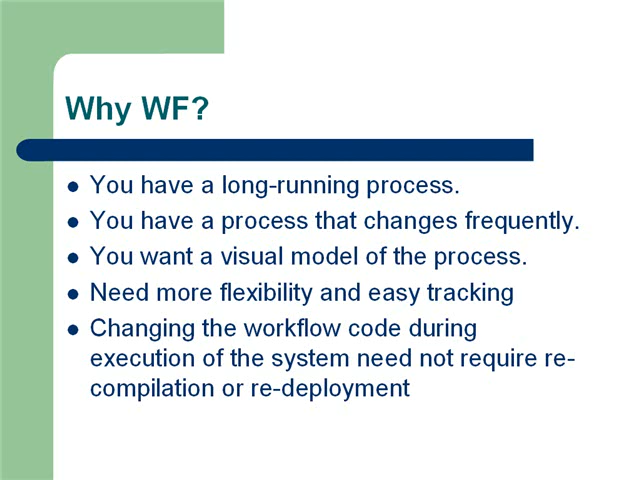 Why WF?
● You have a long-running process.
● You have a process that changes frequently.
● You want a visual model of the process.
● Need more flexibility and easy tracking
● Changing the workflow code during
execution of the system need not require re-
compilation or re-deployment